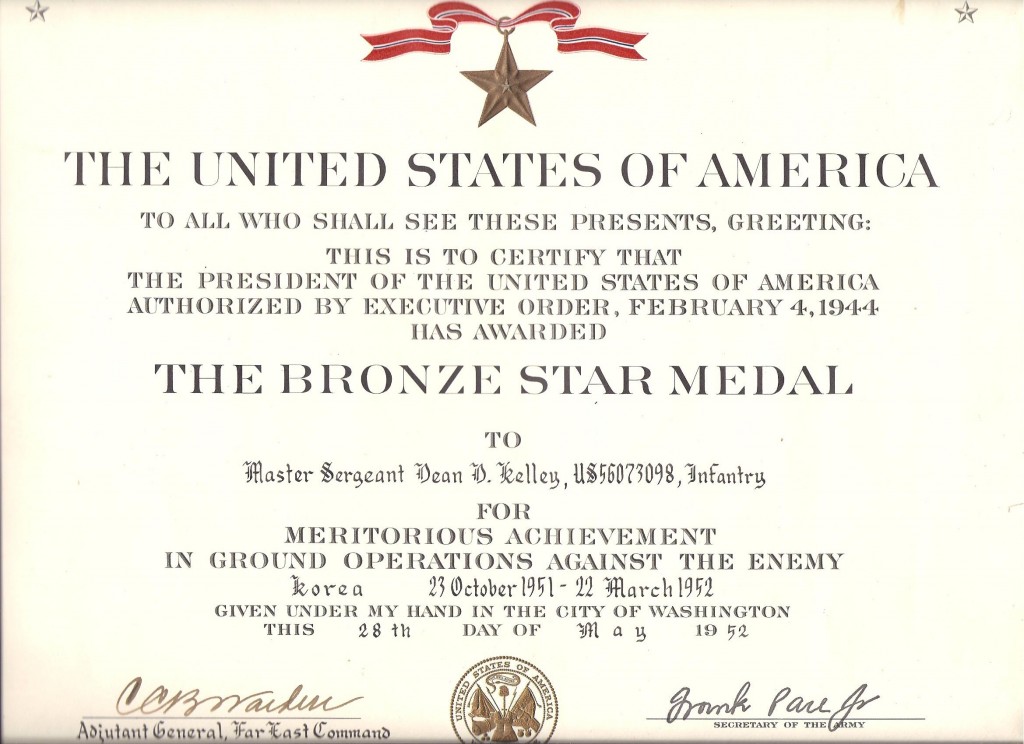 THE UNITED STATES OF AMERICA
TO ALL WHO SHALL SEE THESE PRESENTS, GREETING:
THIS IS TO CERTIFY THAT
THE PRESIDENT OF THE UNITED STATES OF AMERICA
AUTHORIZED BY EXECUTIVE ORDER, FEBRUARY 4, 1944
HAS AWARDED
THE BRONZE STAR MEDAL
TO
Master Sergeant Dean D. Kelley, US56073098, Infantry
FOR
MERITORIOUS ACHIEVEMENT
IN GROUND OPERATIONS AGAINST THE ENEMY
Korea 23 October 1951 - 22 March 1952
GIVEN UNDER MY HAND IN THE CITY OF WASHINGTON
THIS 28th DAY OF May 1952
UNITED STATES OF AMERICA
Frank Pace Jr
Adjutant General, Far East Command
SECRETARY OF THE ARMY